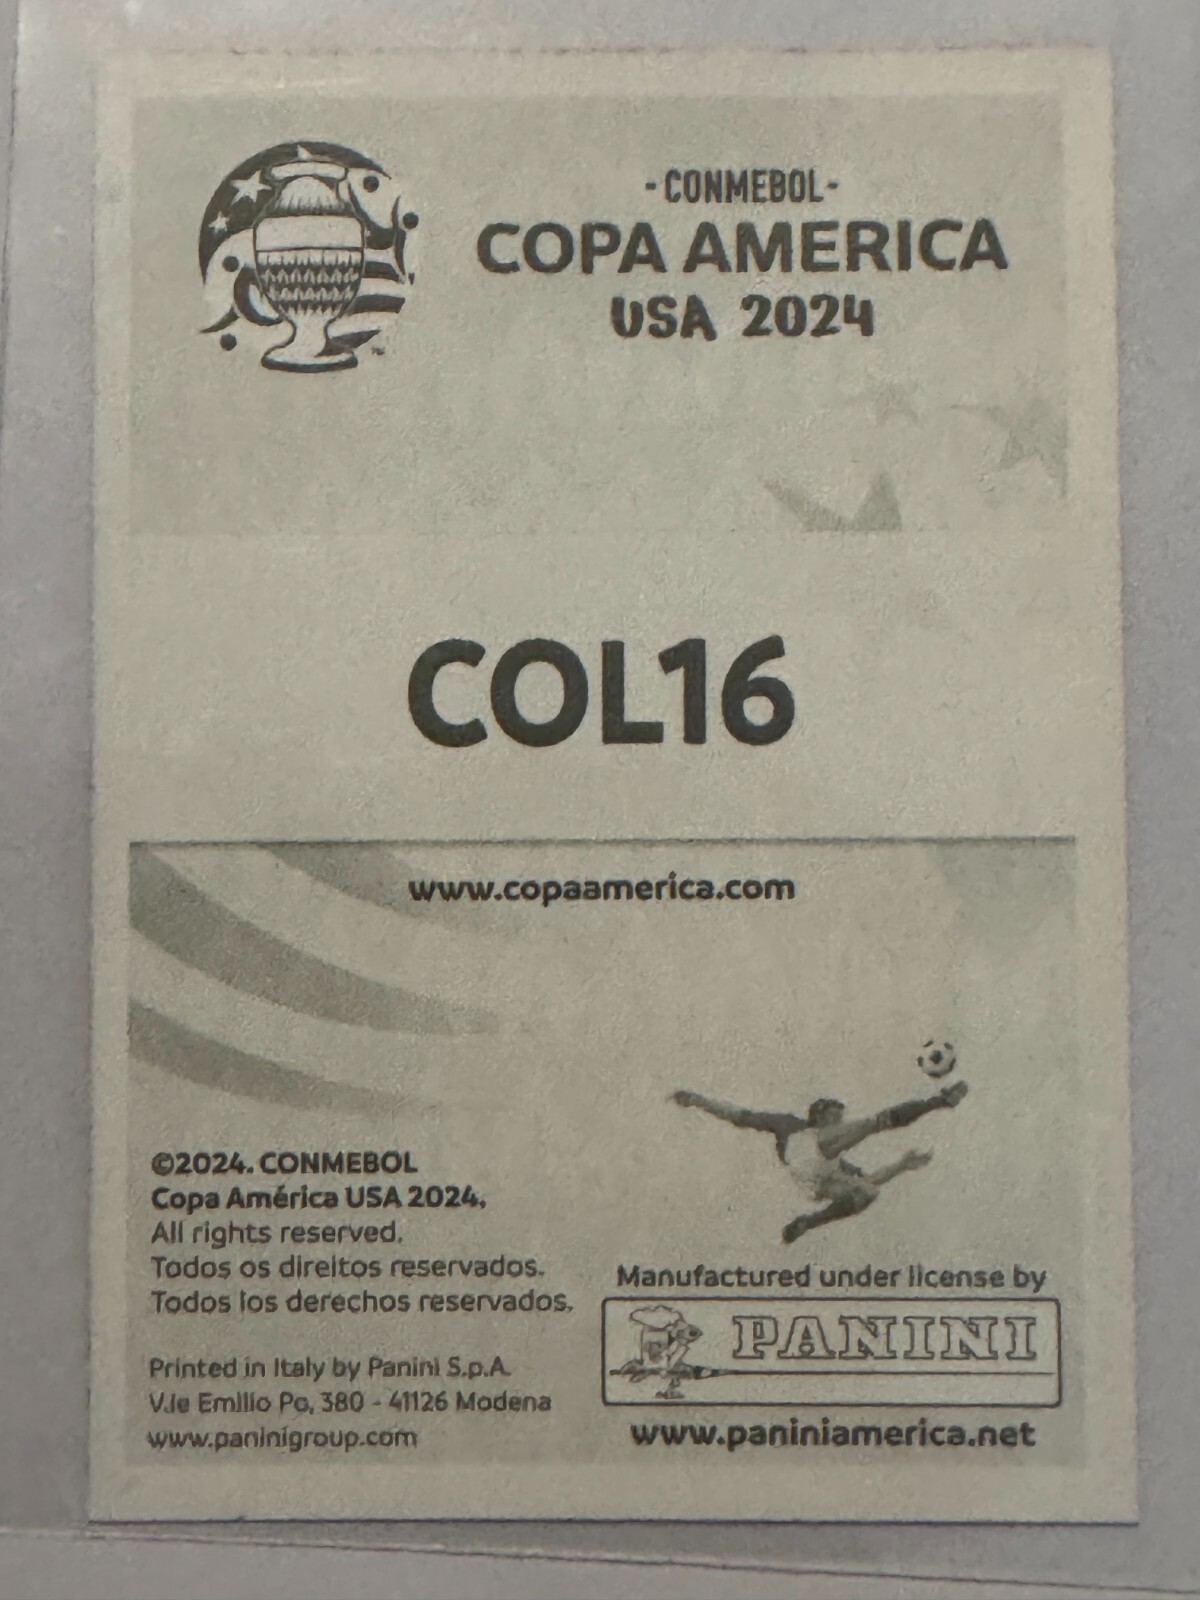 -CONMEBOL-
COPA AMERICA
USA 2024
TM
COL16
www.copaamerica.com
©2024. CONMEBOL
Copa América USA 2024.
All rights reserved.
Todos os direitos reservados.
Todos los derechos reservados.
Printed in Italy by Panini S.p.A.
V.le Emilio Po, 380 - 41126 Modena
www.paninigroup.com
Manufactured under license by
PANINI
www.paniniamerica.net